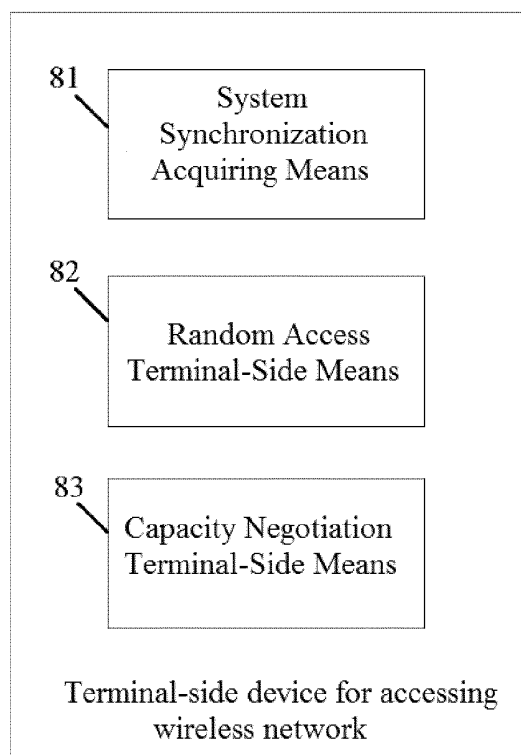 81
System
Synchronization
Acquiring Means
82
Random Access
Terminal-Side Means
83
Capacity Negotiation
Terminal-Side Means
Terminal-side device for accessing
wireless network